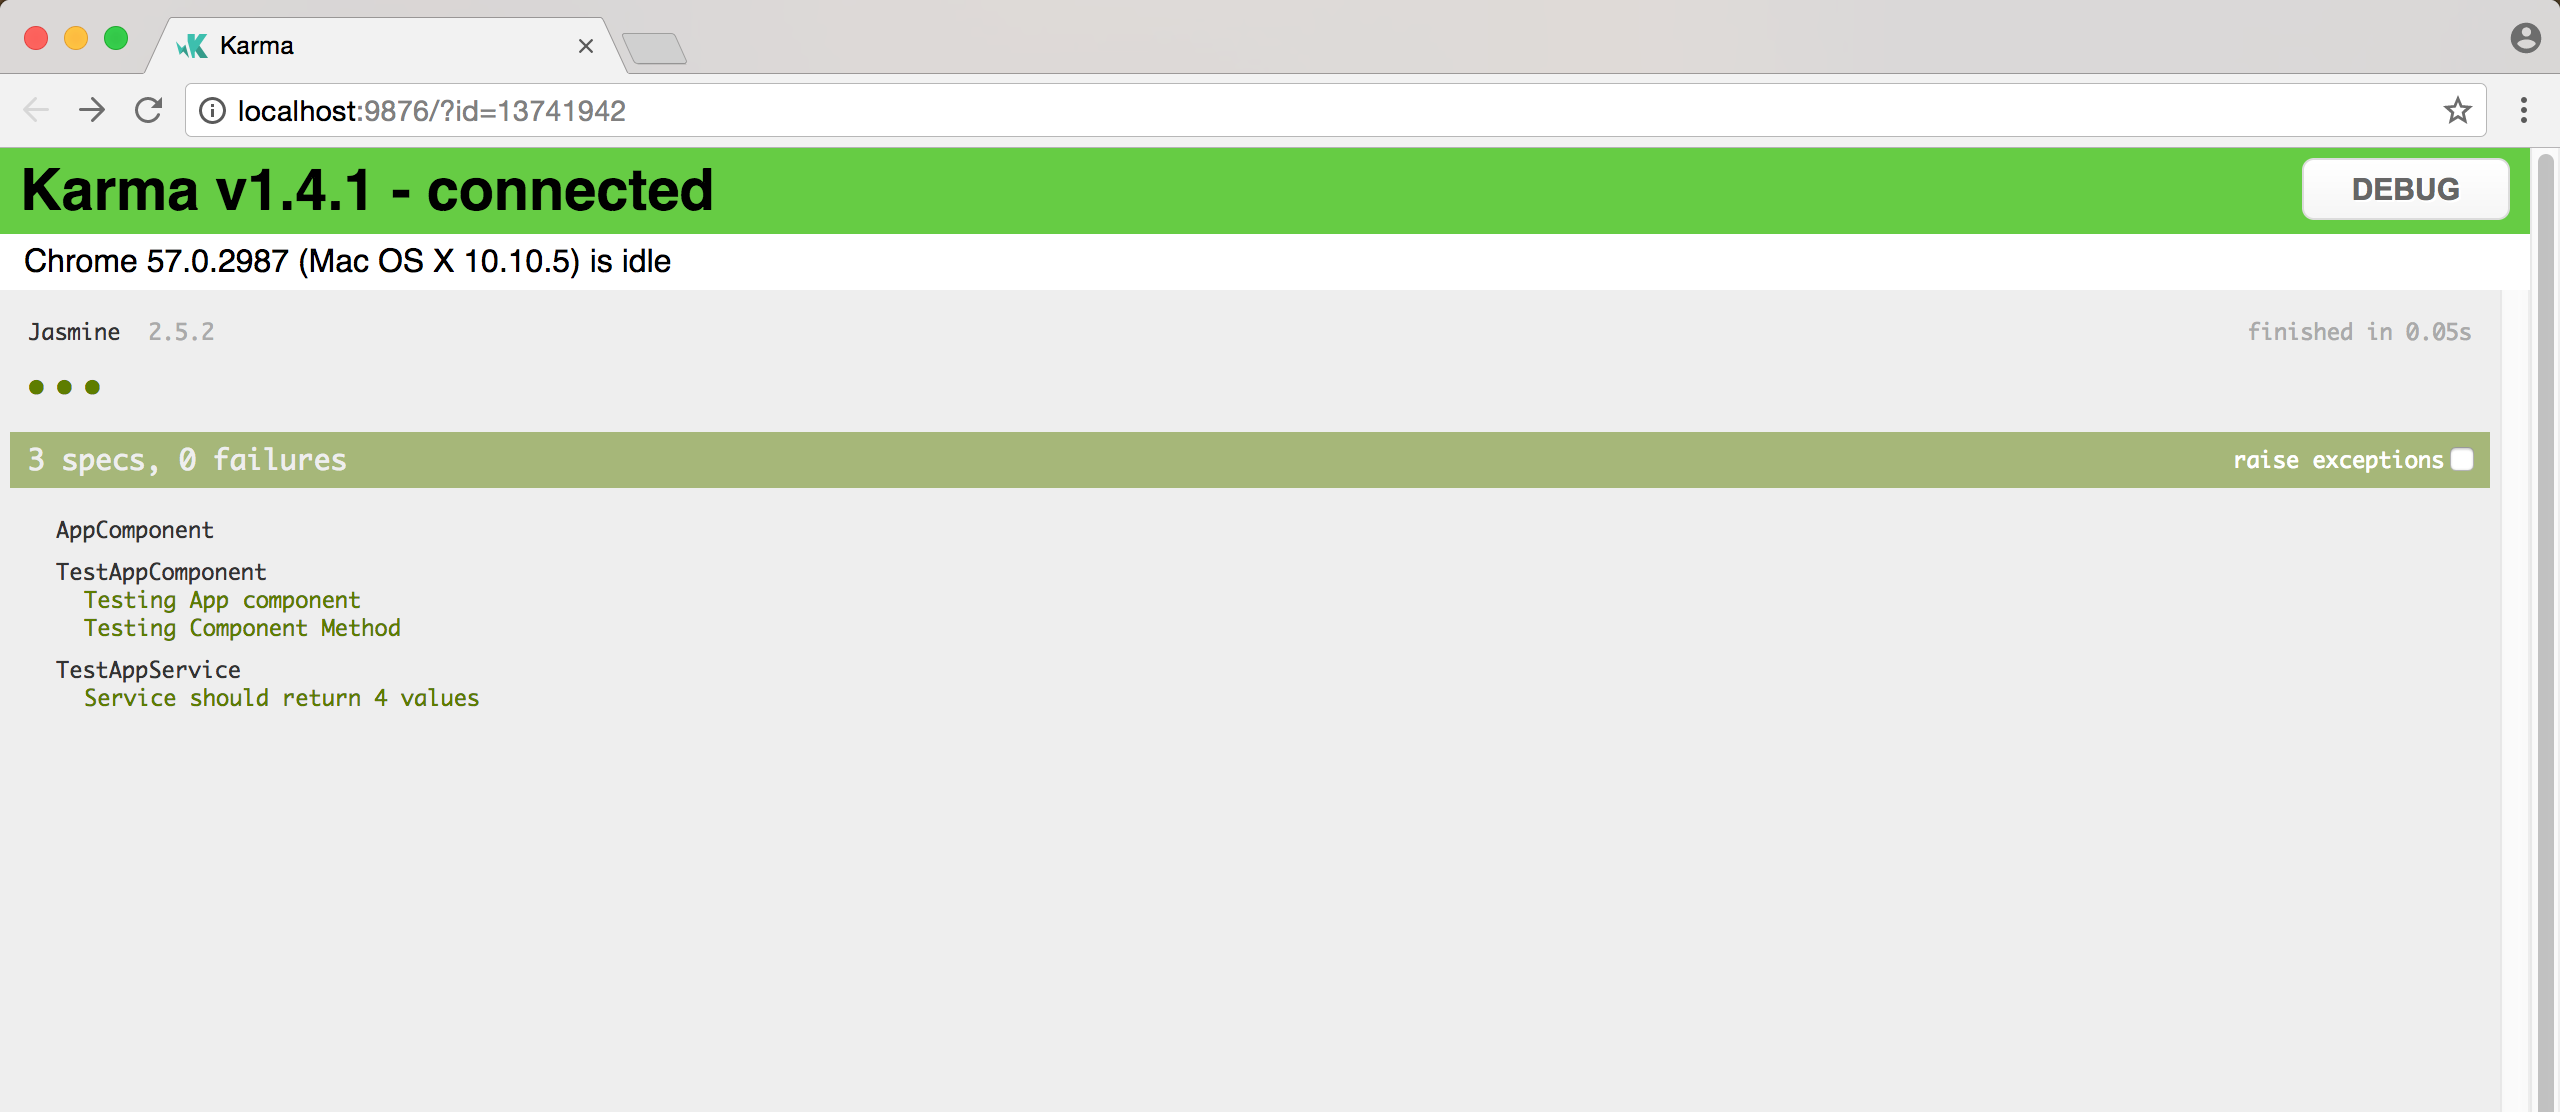 Karma
localhost:9876/?id=13741942
Karma v1.4.1 - connected
DEBUG
Chrome 57.0.2987 (Mac OS X 10.10.5) is idle
Jasmine 2.5.2
finished in 0.05s
3 specs, 0 failures
raise exceptions
AppComponent
TestAppComponent
Testing App component
Testing Component Method
TestAppService
Service should return 4 values